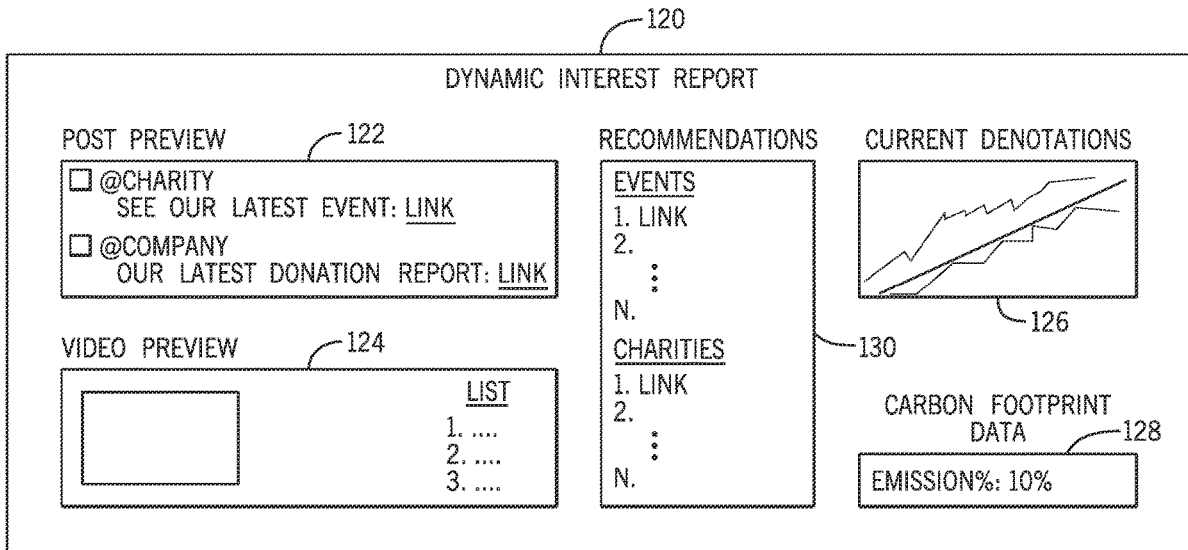 120
DYNAMIC INTEREST REPORT
POST PREVIEW
122
@CHARITY
SEE OUR LATEST EVENT: LINK
@COMPANY
OUR LATEST DONATION REPORT: LINK
VIDEO PREVIEW
124
LIST
1. ....
2. ....
3. ....
RECOMMENDATIONS
EVENTS
1. LINK
2.
N.
CHARITIES
1. LINK
2.
N.
130
CURRENT DENOTATIONS
126
CARBON FOOTPRINT
DATA
128
EMISSION%: 10%